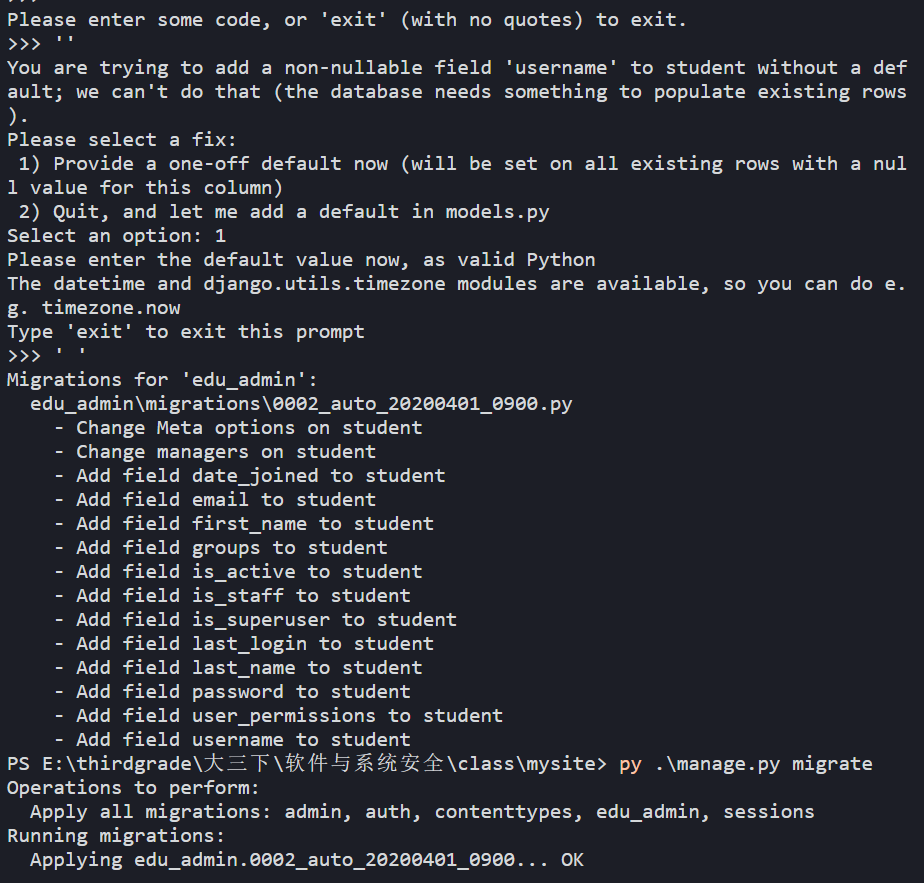 Please enter some code, or 'exit' (with no quotes) to exit.
>>> ''
You are trying to add a non-nullable field 'username' to student without a def
ault; we can't do that (the database needs something to populate existing rows
).
Please select a fix:
 1) Provide a one-off default now (will be set on all existing rows with a nul
l value for this column)
 2) Quit, and let me add a default in models.py
Select an option: 1
Please enter the default value now, as valid Python
The datetime and django.utils.timezone modules are available, so you can do e.
g. timezone.now
Type 'exit' to exit this prompt
>>> ' '
Migrations for 'edu_admin':
  edu_admin\migrations\0002_auto_20200401_0900.py
    - Change Meta options on student
    - Change managers on student
    - Add field date_joined to student
    - Add field email to student
    - Add field first_name to student
    - Add field groups to student
    - Add field is_active to student
    - Add field is_staff to student
    - Add field is_superuser to student
    - Add field last_login to student
    - Add field last_name to student
    - Add field password to student
    - Add field user_permissions to student
    - Add field username to student
PS E:\thirdgrade\大三下\软件与系统安全\class\mysite> py .\manage.py migrate
Operations to perform:
  Apply all migrations: admin, auth, contenttypes, edu_admin, sessions
Running migrations:
  Applying edu_admin.0002_auto_20200401_0900... OK